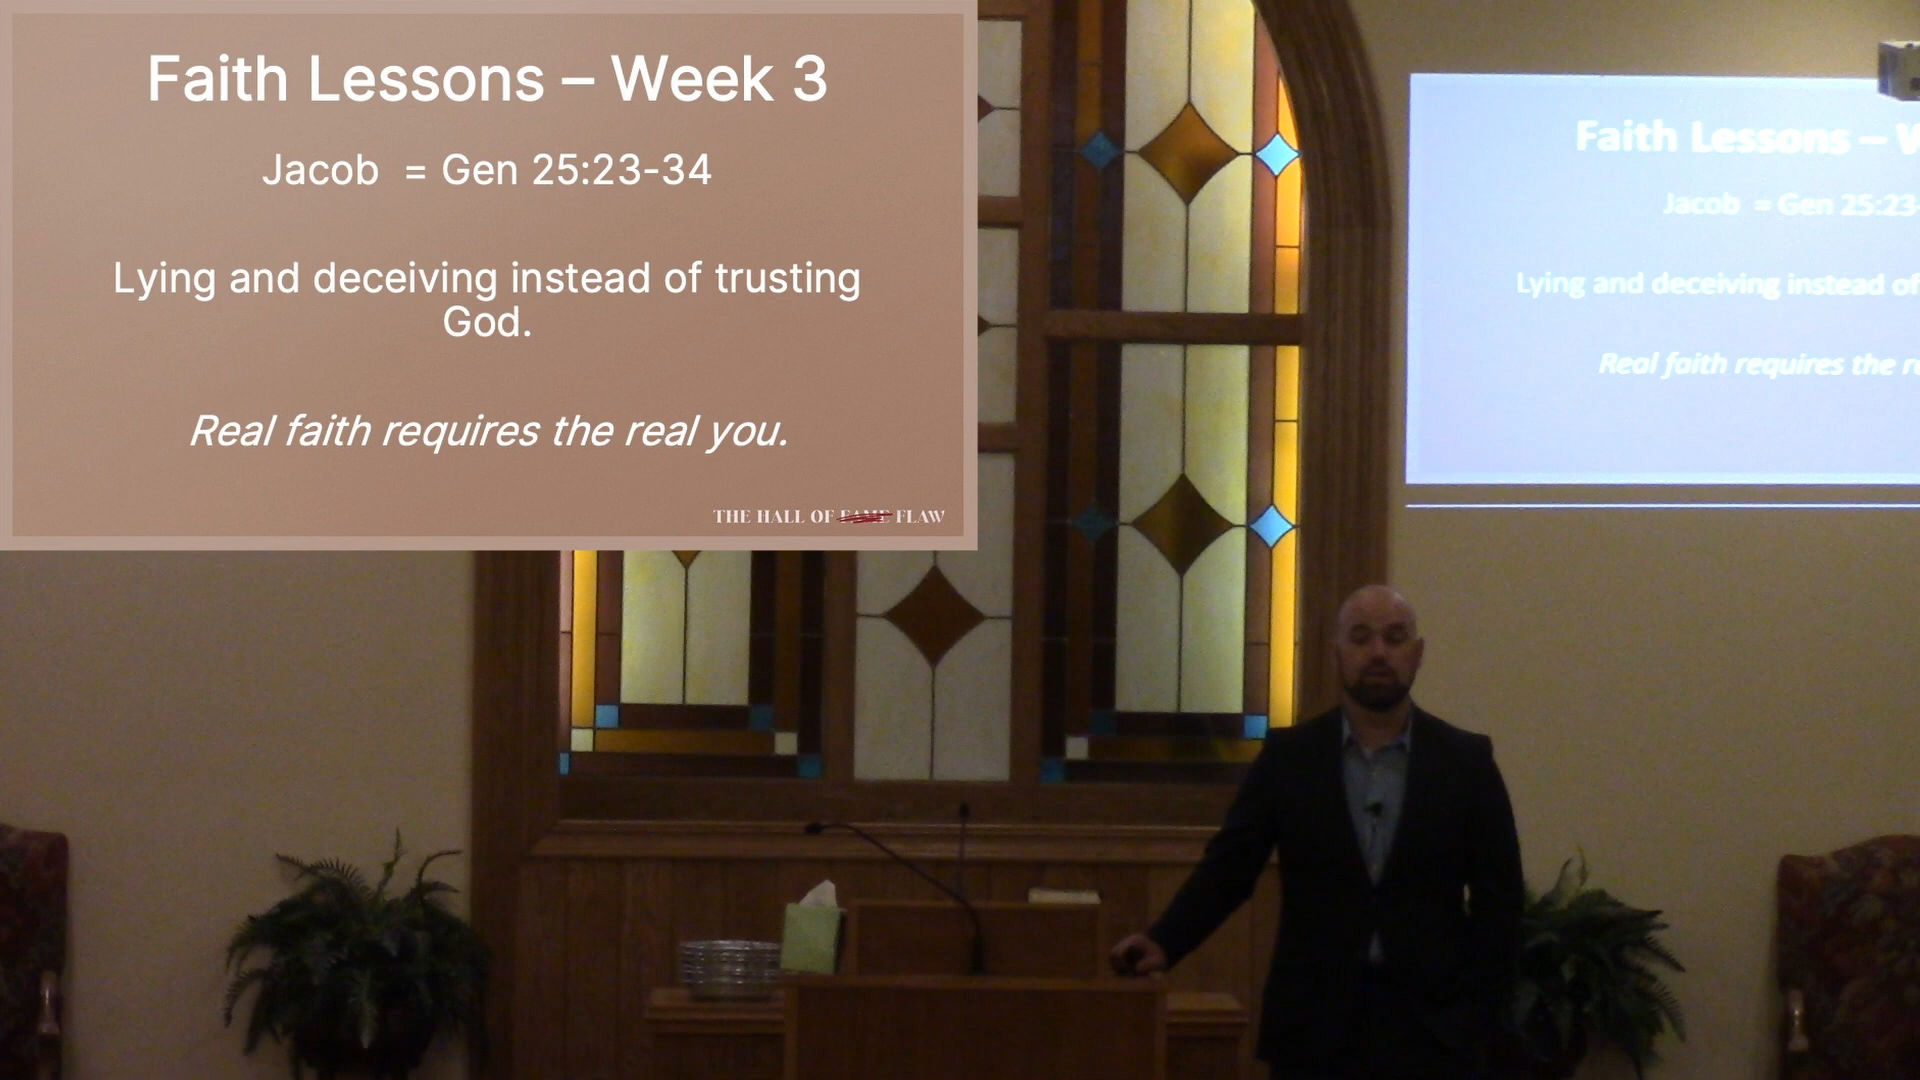 Faith Lessons – Week 3
Jacob = Gen 25:23-34
Lying and deceiving instead of trusting
God.
Real faith requires the real you.
THE HALL OF FAME FLAW
Faith Lessons – W
Jacob = Gen 25:23-
Lying and deceiving instead of
Real faith requires the re